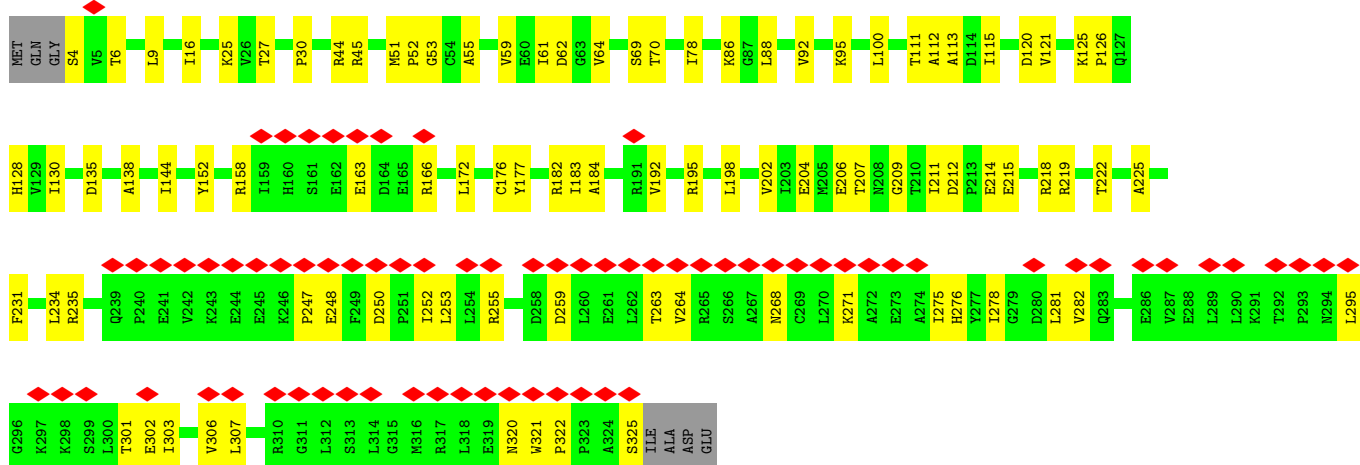 MET GLN GLY S4 V5 T6 L9 I16 K25 V26 T27 P30 R44 R45 M51 P52 G53 C54 A55 V59 E60 I61 D62 G63 V64 S69 T70 I78 K86 G87 L88 V92 K95 L100 T111 A112 A113 D114 I115 D120 V121 K125 P126 Q127
H128 V129 I130 D135 A138 I144 Y152 R158 I159 H160 S161 E162 E163 D164 E165 R166 L172 C176 Y177 R182 I183 A184 R191 V192 R195 L198 V202 I203 E204 M205 E206 T207 N208 G209 T210 I211 D212 P213 E214 E215 R218 R219 T222 A225
F231 L234 R235 Q239 P240 E241 V242 K243 E244 E245 K246 P247 E248 F249 D250 P251 I252 L253 L254 R255 D258 D259 L260 E261 L262 T263 V264 R265 S266 A267 N268 C269 L270 K271 A272 E273 A274 I275 H276 Y277 I278 G279 D280 L281 V282 Q283 E286 V287 E288 L289 L290 K291 T292 P293 N294 L295
G296 K297 K298 S299 L300 T301 E302 I303 V306 L307 R310 G311 L312 S313 L314 G315 M316 R317 L318 E319 N320 W321 P322 P323 A324 S325 ILE ALA ASP GLU